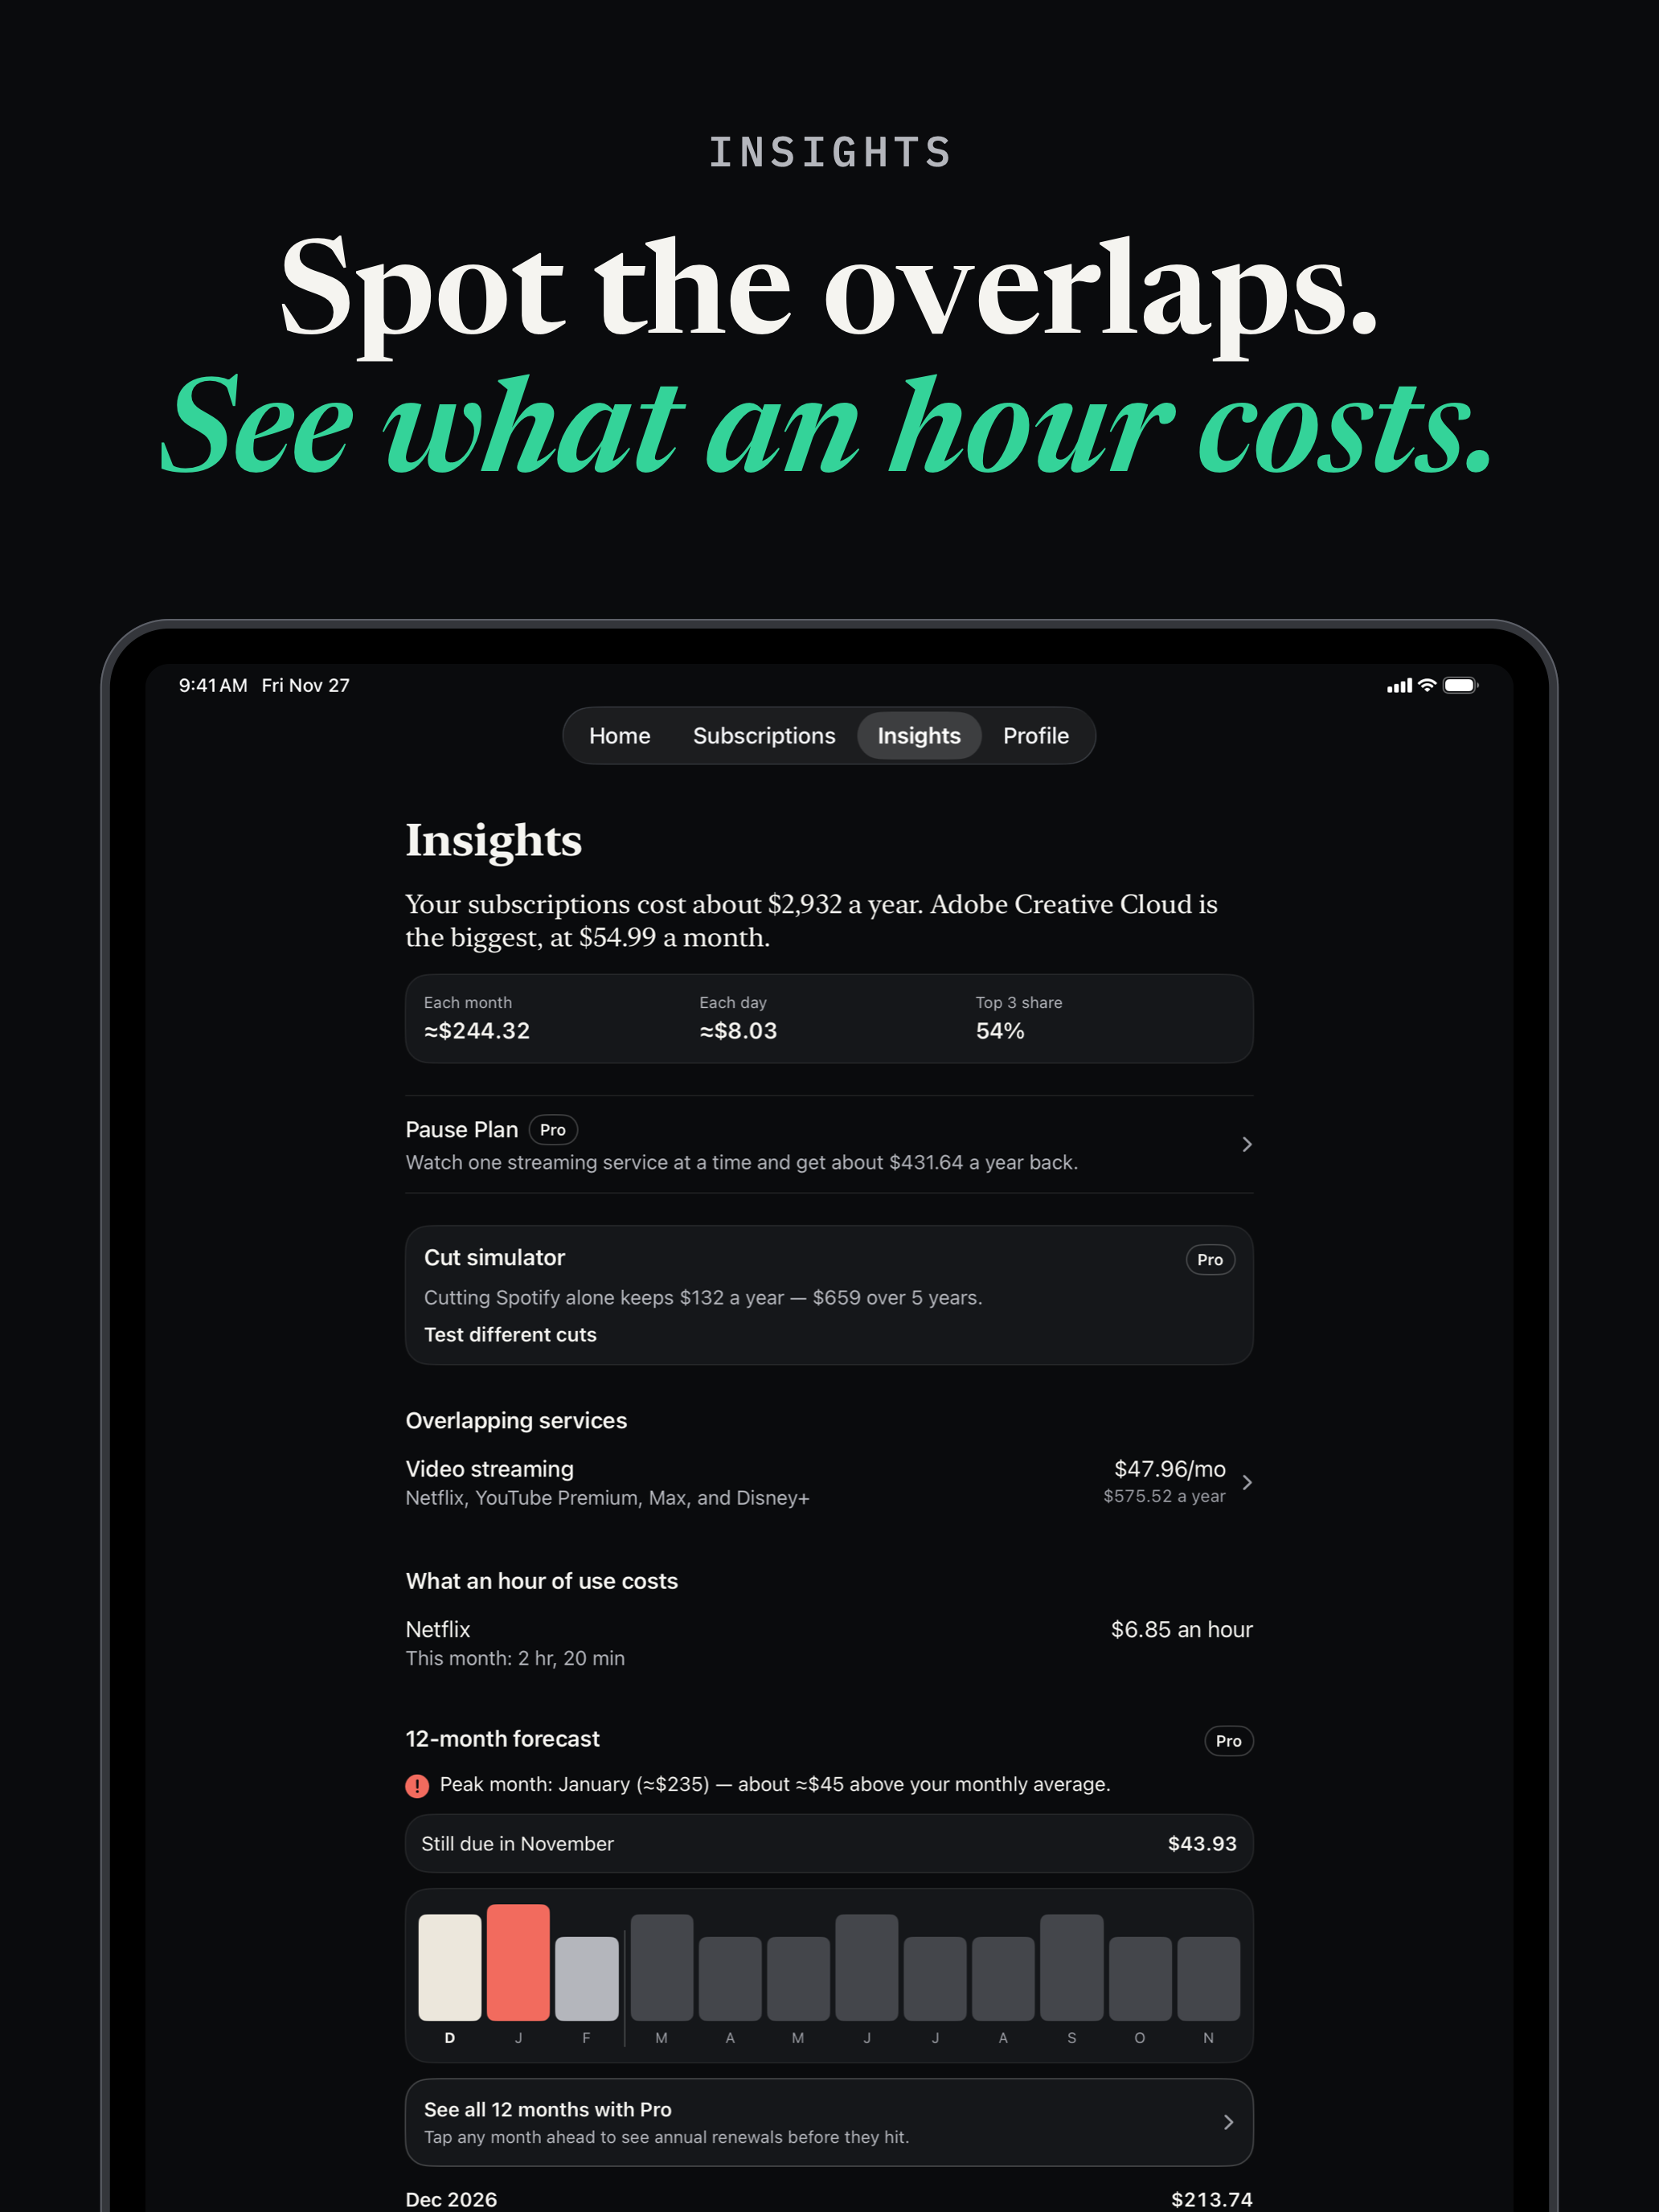 INSIGHTS
Spot the overlaps.
See what an hour costs.
9:41 AM Fri Nov 27
Home Subscriptions Insights Profile
Insights
Your subscriptions cost about $2,932 a year. Adobe Creative Cloud is
the biggest, at $54.99 a month.
Each month Each day Top 3 share
≈$244.32 ≈$8.03 54%
Pause Plan Pro
Watch one streaming service at a time and get about $431.64 a year back.
Cut simulator Pro
Cutting Spotify alone keeps $132 a year — $659 over 5 years.
Test different cuts
Overlapping services
Video streaming $47.96/mo
Netflix, YouTube Premium, Max, and Disney+ $575.52 a year
What an hour of use costs
Netflix $6.85 an hour
This month: 2 hr, 20 min
12-month forecast Pro
! Peak month: January (≈$235) — about ≈$45 above your monthly average.
Still due in November $43.93
D J F M A M J J A S O N
See all 12 months with Pro
Tap any month ahead to see annual renewals before they hit.
Dec 2026 $213.74